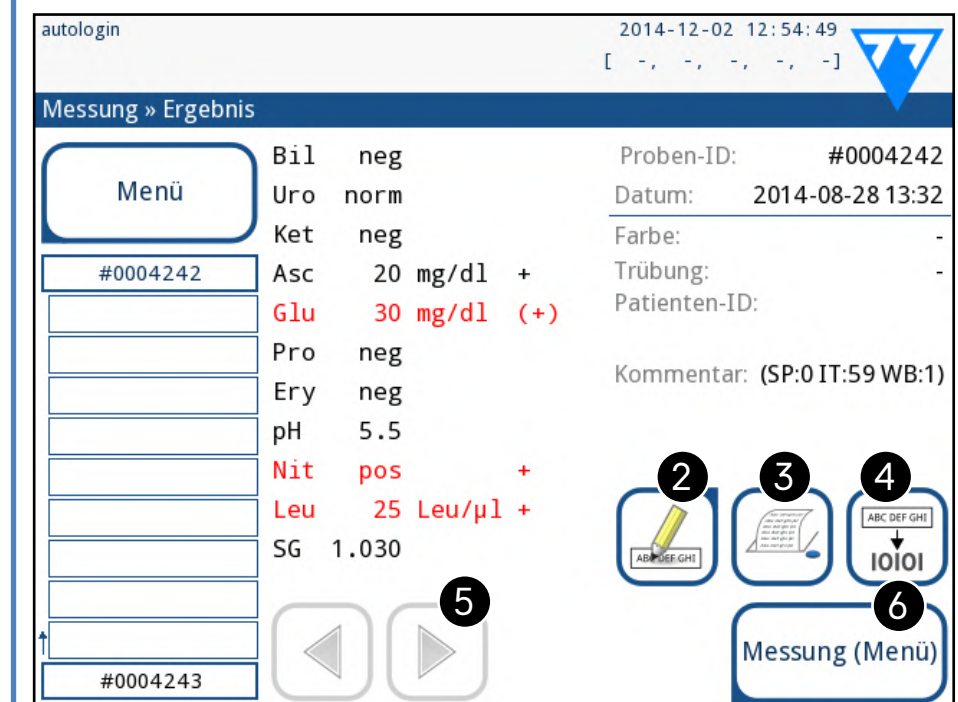 autologin
2014-12-02 12:54:49
[ -, -, -, -, -]
Messung » Ergebnis
Menü
#0004242
#0004243
Bil neg
Uro norm
Ket neg
Asc 20 mg/dl +
Glu 30 mg/dl (+)
Pro neg
Ery neg
pH 5.5
Nit pos +
Leu 25 Leu/µl +
SG 1.030
Proben-ID: #0004242
Datum: 2014-08-28 13:32
Farbe: -
Trübung: -
Patienten-ID:
Kommentar: (SP:0 IT:59 WB:1)
2
ABC DEF GHI
3
4
ABC DEF GHI
IOIOI
5
6
Messung (Menü)